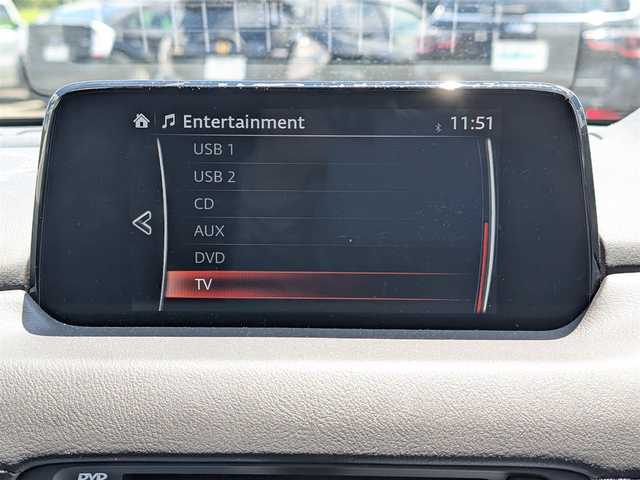 Entertainment 11:51
USB 1
USB 2
CD
AUX
DVD
TV
DVD